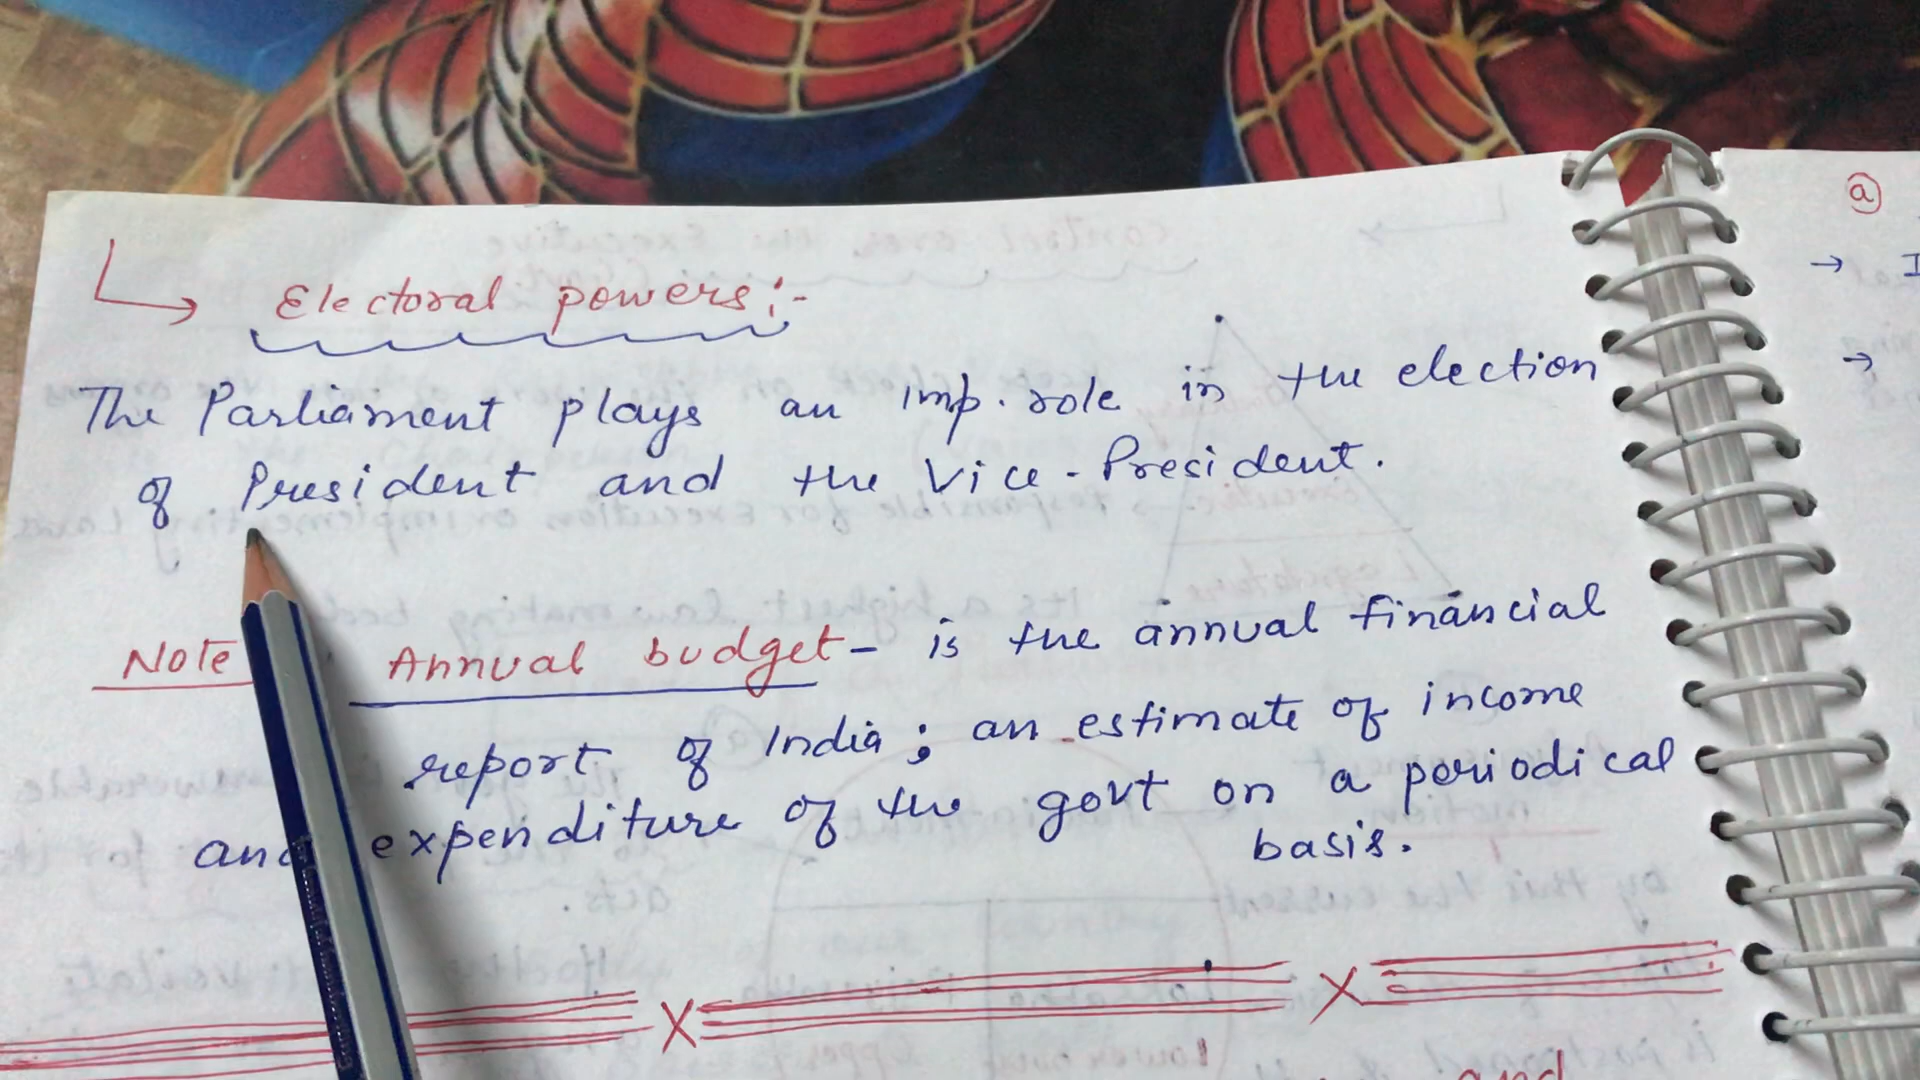 Electoral powers:-
The Parliament plays an imp. role in the election
of President and the Vice-President.
Note Annual budget- is the annual financial
report of India; an estimate of income
and expenditure of the govt on a periodical
basis.
and
a